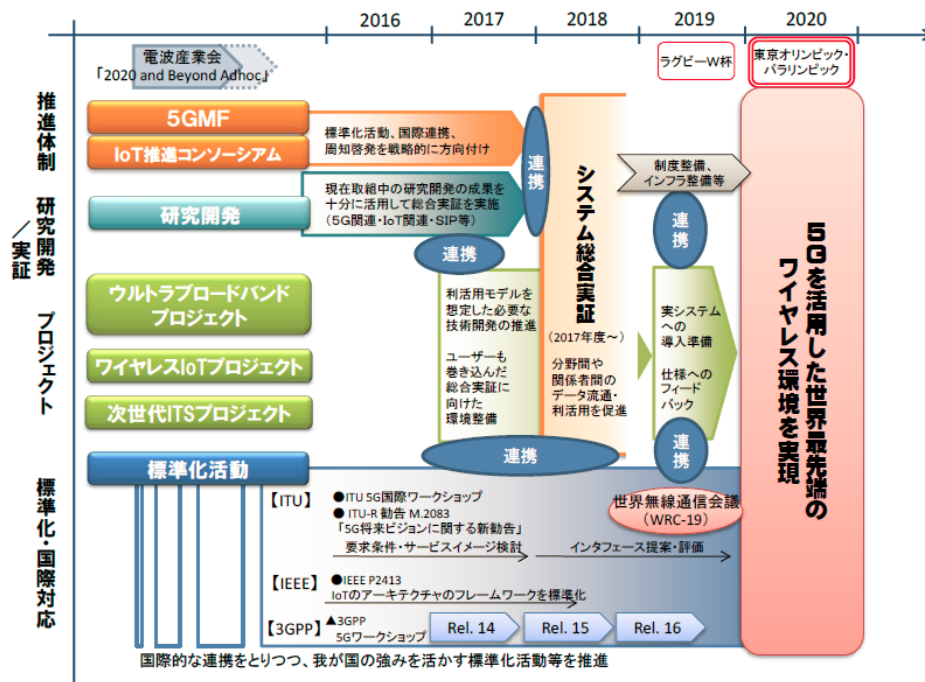 2016
2017
2018
2019
2020
電波産業会
「2020 and Beyond Adhoc」
ラグビーW杯
東京オリンピック・
パラリンピック
推進体制
5GMF
IoT推進コンソーシアム
標準化活動、国際連携、
周知啓発を戦略的に方向付け
連携
制度整備、
インフラ整備等
研究開発／実証
研究開発
現在取組中の研究開発の成果を
十分に活用して総合実証を実施
（5G関連・IoT関連・SIP等）
連携
連携
プロジェクト
ウルトラブロードバンド
プロジェクト
ワイヤレスIoTプロジェクト
次世代ITSプロジェクト
利活用モデルを
想定した必要な
技術開発の推進
ユーザーも
巻き込んだ
総合実証に
向けた
環境整備
システム総合実証
（2017年度～）
分野間や
関係者間の
データ流通・
利活用を促進
実システム
への
導入準備
仕様への
フィード
バック
5Gを活用した世界最先端の
ワイヤレス環境を実現
連携
連携
標準化・国際対応
標準化活動
【ITU】
●ITU 5G国際ワークショップ
●ITU-R 勧告 M.2083
「5G将来ビジョンに関する新勧告」
要求条件・サービスイメージ検討
インタフェース提案・評価
世界無線通信会議
（WRC-19）
【IEEE】
●IEEE P2413
IoTのアーキテクチャのフレームワークを標準化
【3GPP】
▲3GPP
5Gワークショップ
Rel. 14
Rel. 15
Rel. 16
国際的な連携をとりつつ、我が国の強みを活かす標準化活動等を推進